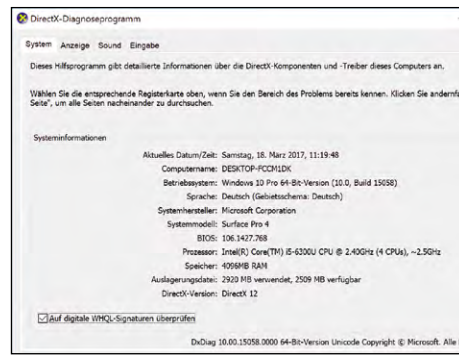 DirectX-Diagnoseprogramm
System Anzeige Sound Eingabe
Dieses Hilfsprogramm gibt detaillierte Informationen über die DirectX-Komponenten und -Treiber dieses Computers an.
Wählen Sie die entsprechende Registerkarte oben, wenn Sie den Bereich des Problems bereits kennen. Klicken Sie andernfa
Seite", um alle Seiten nacheinander zu durchsuchen.
Systeminformationen
Aktuelles Datum/Zeit: Samstag, 18. März 2017, 11:19:48
Computername: DESKTOP-FCCM1DK
Betriebssystem: Windows 10 Pro 64-Bit-Version (10.0, Build 15058)
Sprache: Deutsch (Gebietsschema: Deutsch)
Systemhersteller: Microsoft Corporation
Systemmodell: Surface Pro 4
BIOS: 106.1427.768
Prozessor: Intel(R) Core(TM) i5-6300U CPU @ 2.40GHz (4 CPUs), ~2.5GHz
Speicher: 4096MB RAM
Auslagerungsdatei: 2920 MB verwendet, 2509 MB verfügbar
DirectX-Version: DirectX 12
Auf digitale WHQL-Signaturen überprüfen
DxDiag 10.00.15058.0000 64-Bit-Version Unicode Copyright © Microsoft. Alle